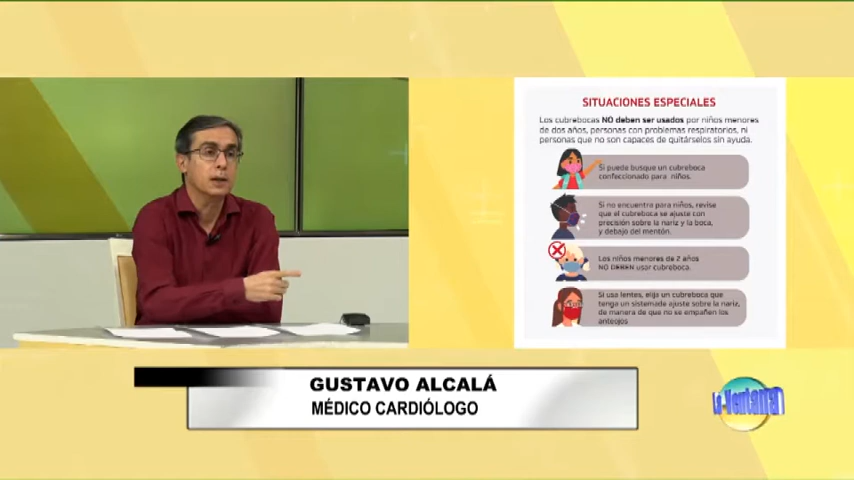 SITUACIONES ESPECIALES
Los cubrebocas NO deben ser usados por niños menores
de dos años, personas con problemas respiratorios, ni
personas que no son capaces de quitárselos sin ayuda.
Si puede busque un cubreboca
confeccionado para niños.
Si no encuentra para niños, revise
que el cubreboca se ajuste con
precisión sobre la nariz y la boca,
y debajo del mentón.
Los niños menores de 2 años
NO DEBEN usar cubreboca.
Si usa lentes, elija un cubreboca que
tenga un sistemade ajuste sobre la nariz,
de manera de que no se empañen los
anteojos
GUSTAVO ALCALÁ
MÉDICO CARDIÓLOGO
La Ventana